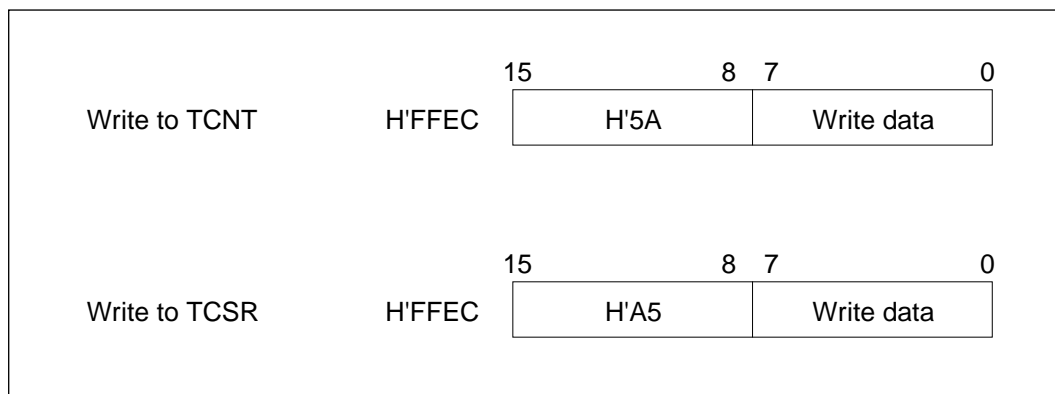 15 8 7 0
Write to TCNT H'FFEC H'5A Write data
15 8 7 0
Write to TCSR H'FFEC H'A5 Write data